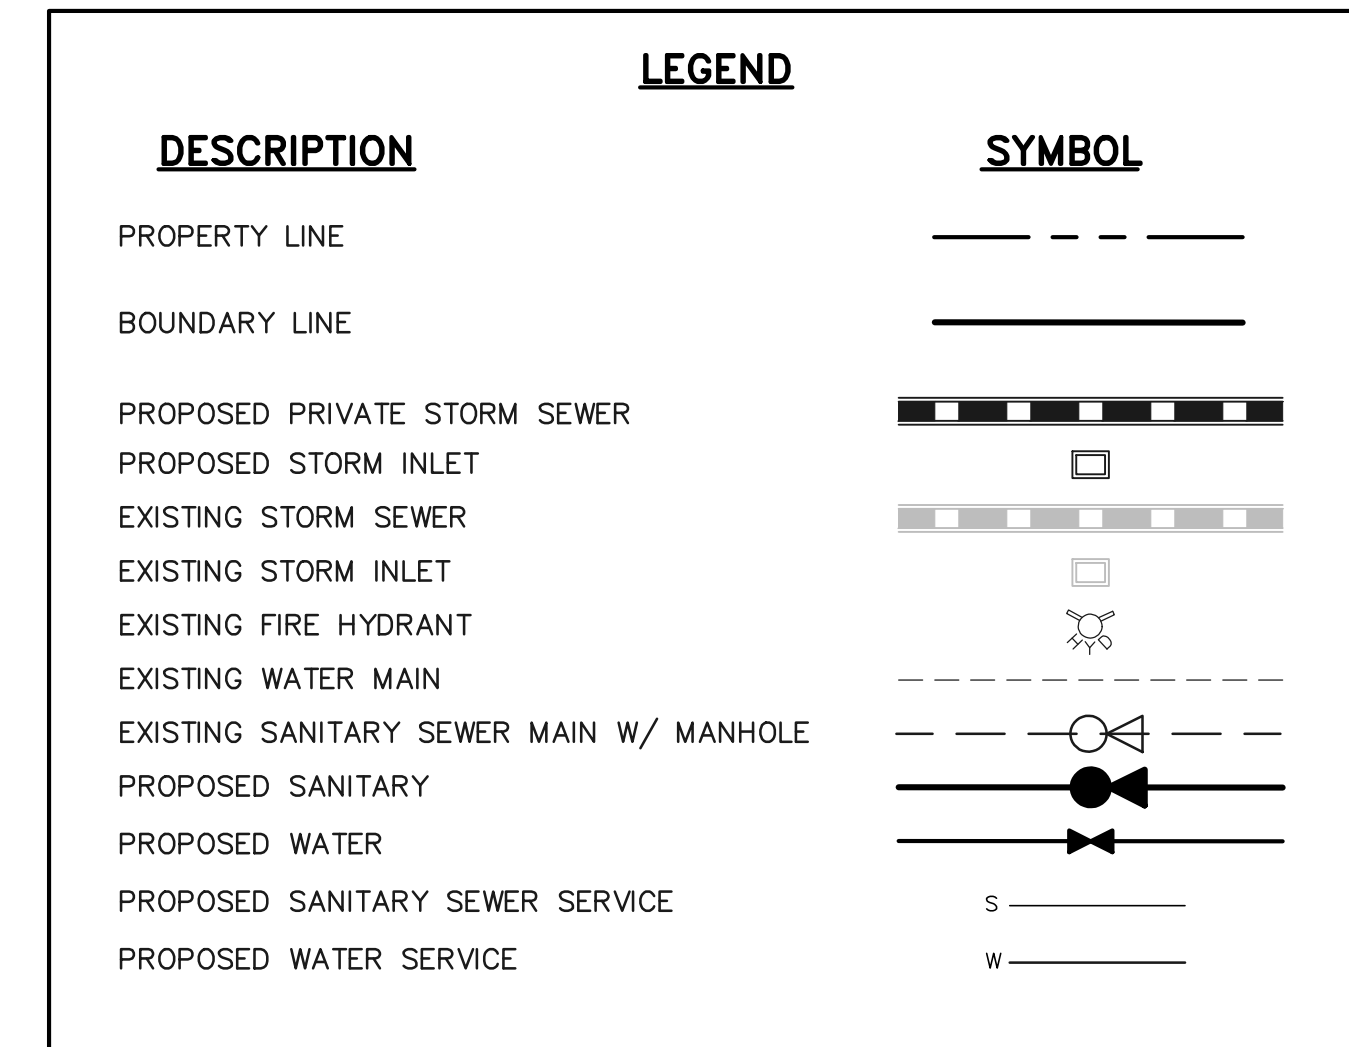 LEGEND
DESCRIPTION SYMBOL
PROPERTY LINE
BOUNDARY LINE
PROPOSED PRIVATE STORM SEWER
PROPOSED STORM INLET
EXISTING STORM SEWER
EXISTING STORM INLET
EXISTING FIRE HYDRANT
HYD
EXISTING WATER MAIN
EXISTING SANITARY SEWER MAIN W/ MANHOLE
PROPOSED SANITARY
PROPOSED WATER
PROPOSED SANITARY SEWER SERVICE S
PROPOSED WATER SERVICE W